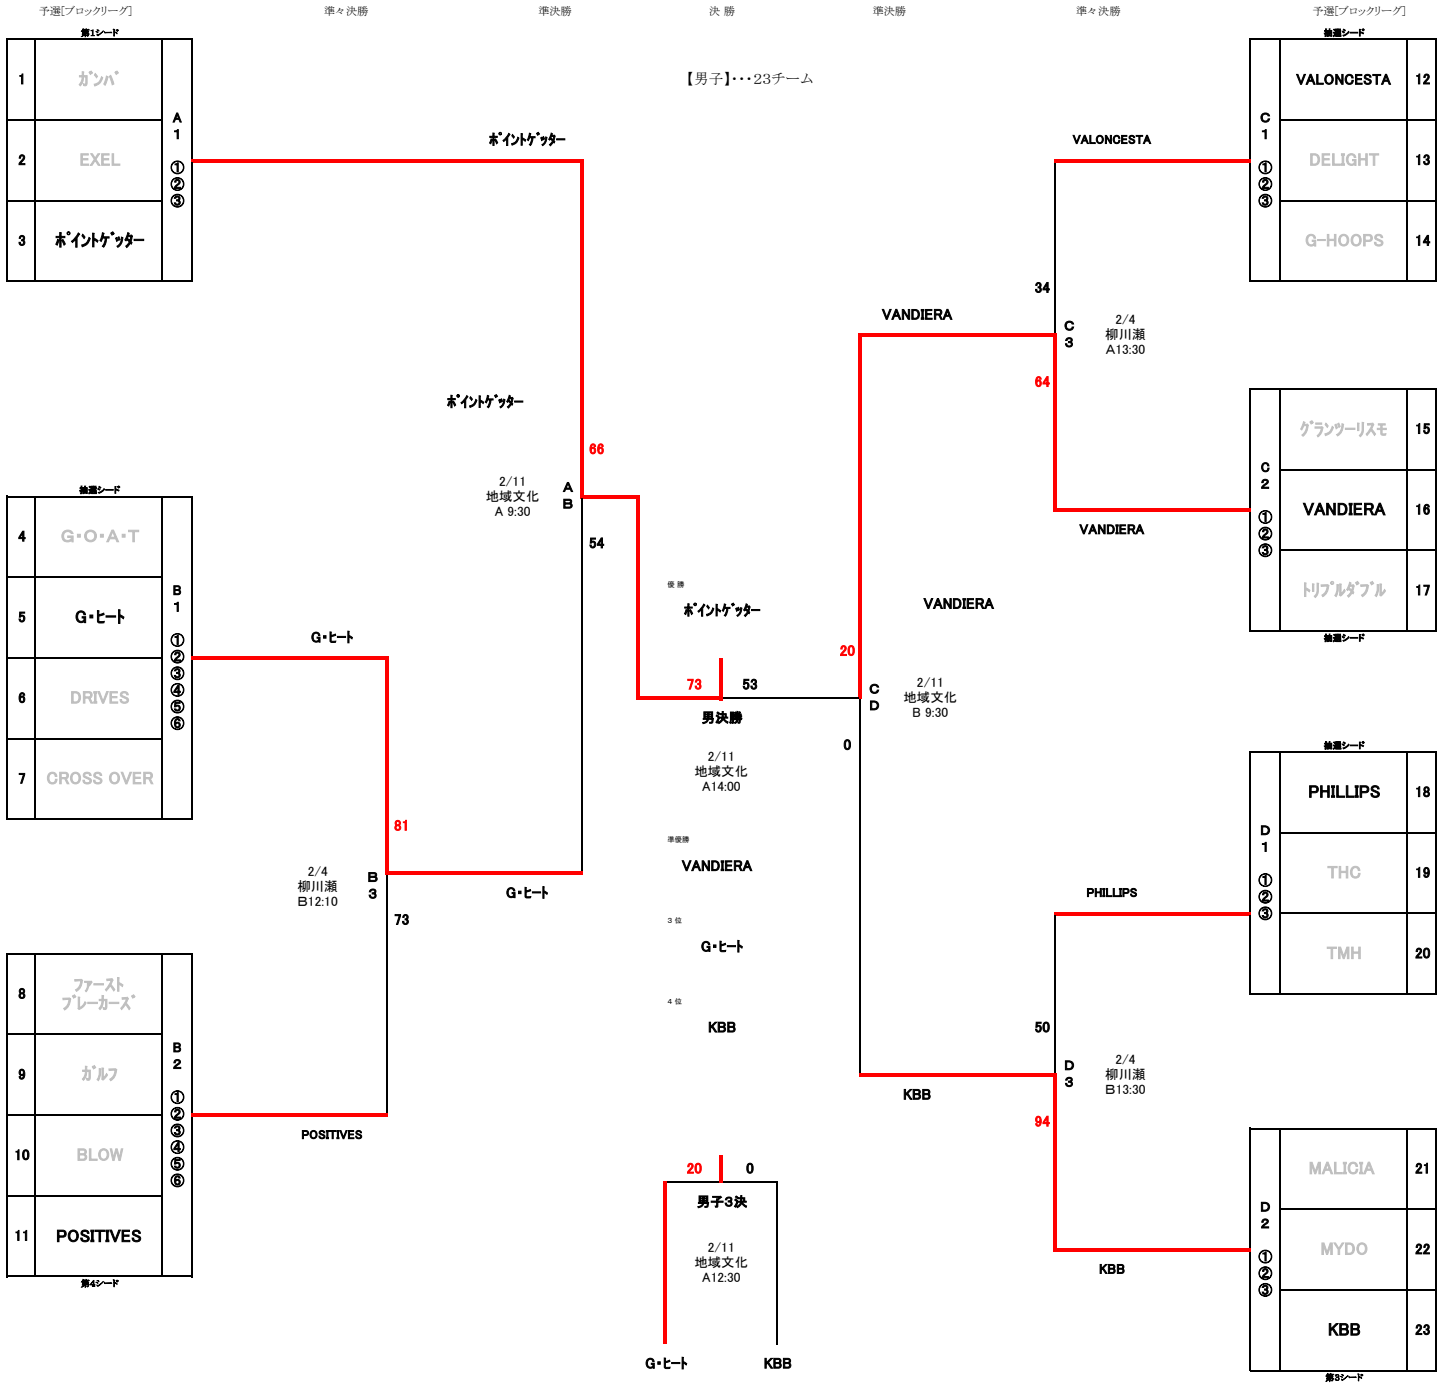 予選[ブロックリーグ] 準々決勝 準決勝 決 勝 準決勝 準々決勝 予選[ブロックリーグ]
【男子】・・・23チーム
第1シード
1 ガンバ
2 EXEL
3 ポイントゲッター
A
1
①
②
③
ポイントゲッター
ポイントゲッター
66
2/11
地域文化
A 9:30
A
B
54
抽選シード
4 G・O・A・T
5 G・ヒート
6 DRIVES
7 CROSS OVER
B
1
①
②
③
④
⑤
⑥
G・ヒート
81
2/4
柳川瀬
B12:10
B
3
73
G・ヒート
8 ファースト
ブレーカーズ
9 ガルフ
10 BLOW
11 POSITIVES
第4シード
B
2
①
②
③
④
⑤
⑥
POSITIVES
優 勝
ポイントゲッター
73 53
男決勝
2/11
地域文化
A14:00
準優勝
VANDIERA
3 位
G・ヒート
4 位
KBB
20 0
男子3決
2/11
地域文化
A12:30
G・ヒート KBB
抽選シード
VALONCESTA 12
DELIGHT 13
G-HOOPS 14
C
1
①
②
③
VALONCESTA
34
VANDIERA
C
3
2/4
柳川瀬
A13:30
64
グランツーリスモ 15
VANDIERA 16
トリプルダブル 17
抽選シード
C
2
①
②
③
VANDIERA
VANDIERA
20
C
D
2/11
地域文化
B 9:30
0
抽選シード
PHILLIPS 18
THC 19
TMH 20
D
1
①
②
③
PHILLIPS
50
D
3
2/4
柳川瀬
B13:30
KBB
94
MALICIA 21
MYDO 22
KBB 23
第3シード
D
2
①
②
③
KBB